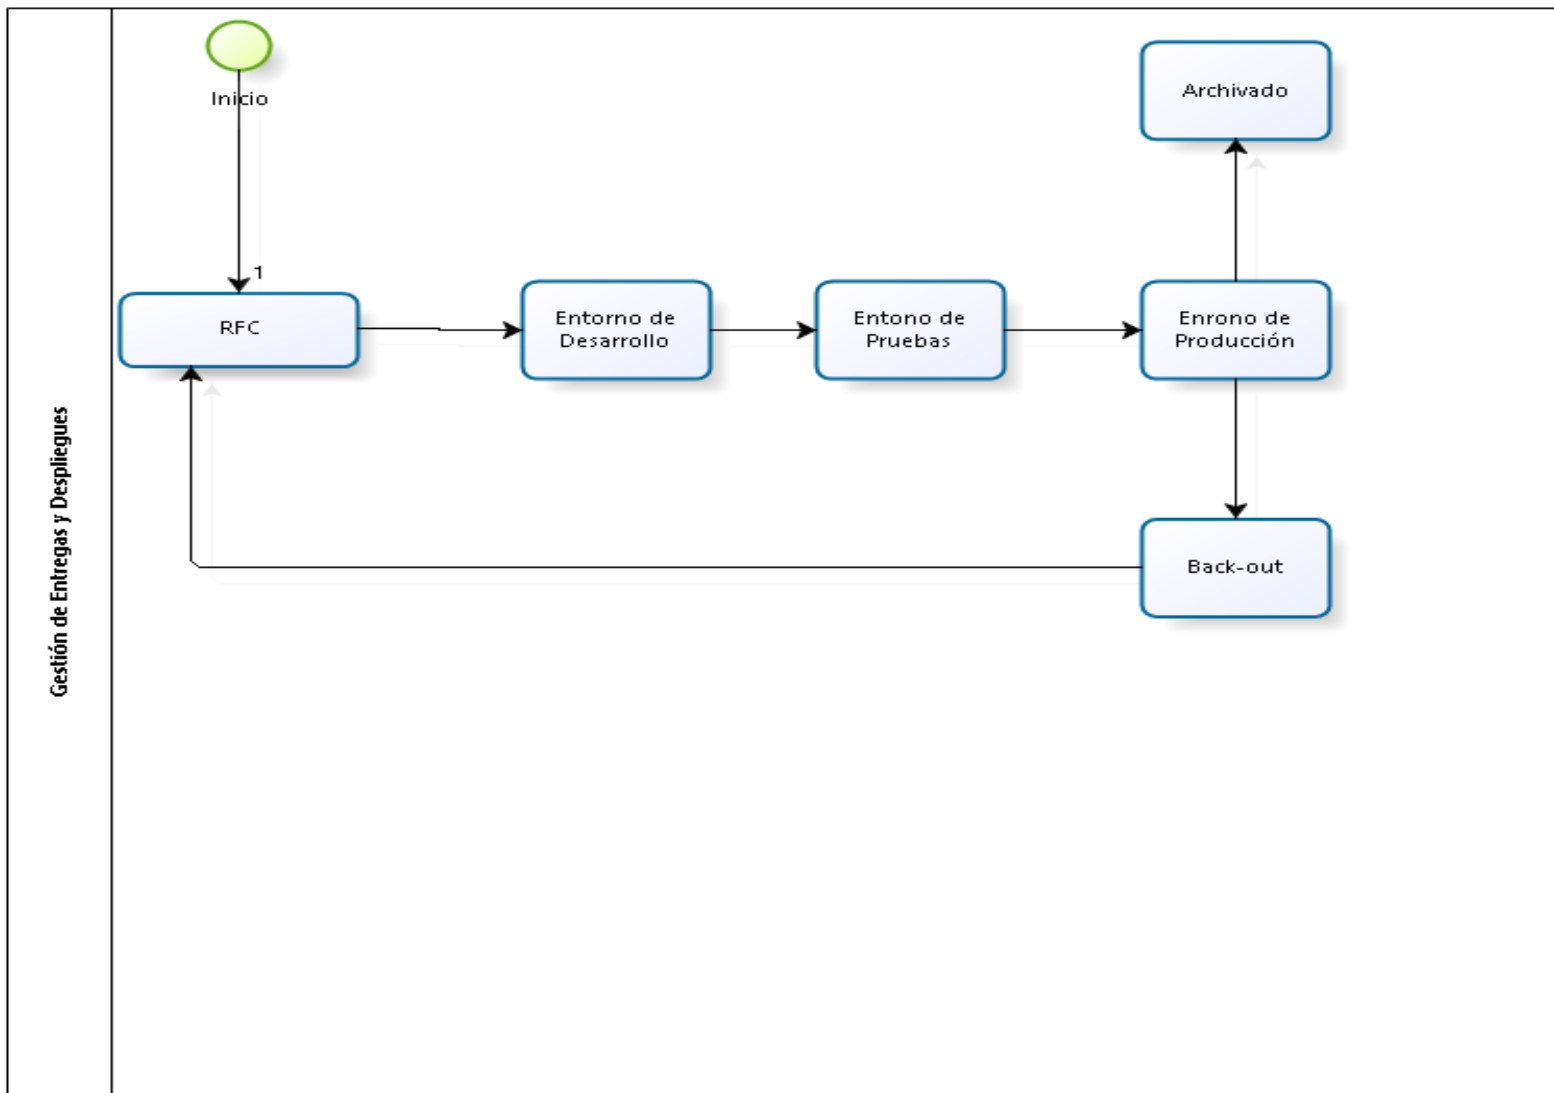 Gestión de Entregas y Despliegues
Inicio
1
Archivado
RFC
Entorno de
Desarrollo
Entono de
Pruebas
Enrono de
Producción
Back-out